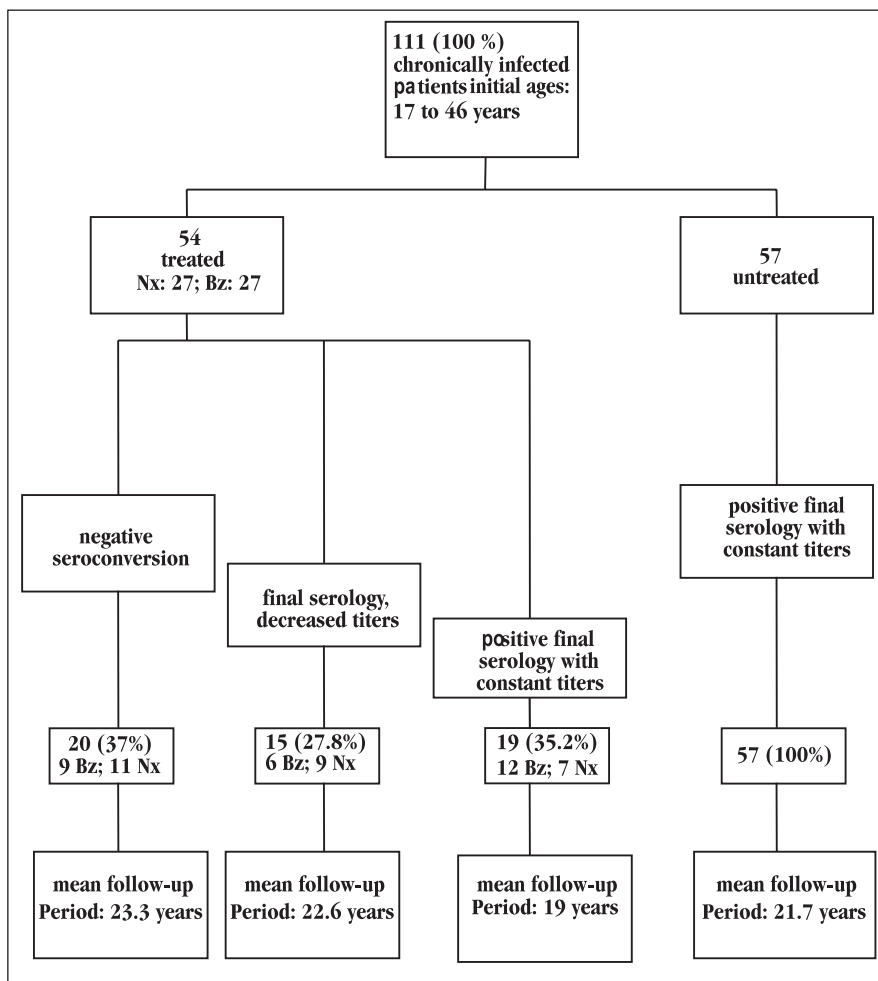 111 (100 %)
chronically infected
patients initial ages:
17 to 46 years
54
treated
Nx: 27; Bz: 27
57
untreated
negative
seroconversion
final serology,
decreased titers
positive final
serology with
constant titers
positive final
serology with
constant titers
20 (37%)
9 Bz; 11 Nx
15 (27.8%)
6 Bz; 9 Nx
19 (35.2%)
12 Bz; 7 Nx
57 (100%)
mean follow-up
Period: 23.3 years
mean follow-up
Period: 22.6 years
mean follow-up
Period: 19 years
mean follow-up
Period: 21.7 years